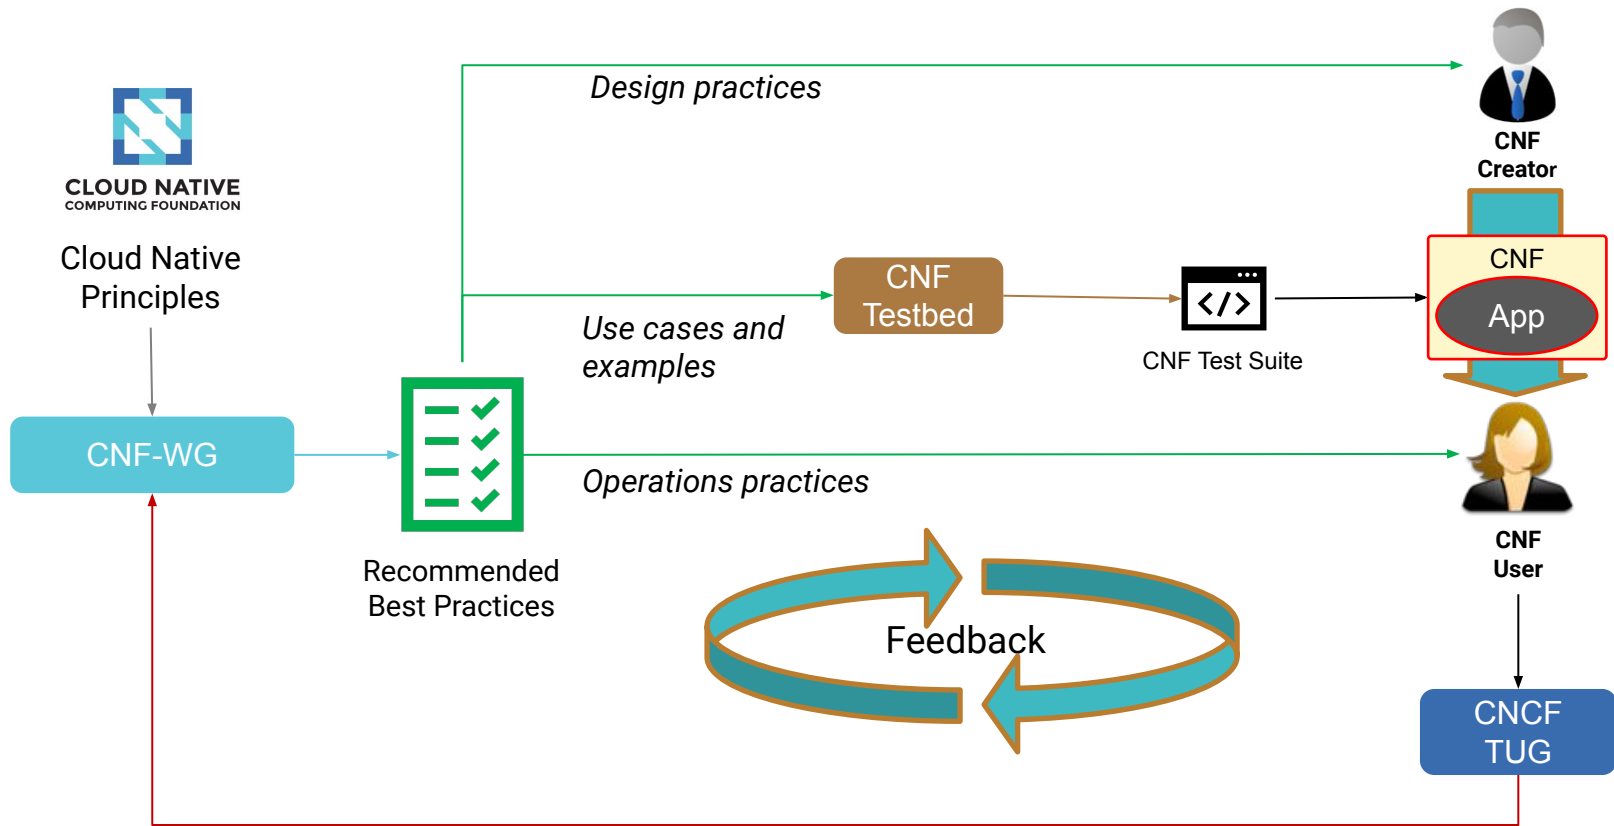 Design practices
CNF
Creator
CLOUD NATIVE
COMPUTING FOUNDATION
Cloud Native
Principles
CNF
Testbed
Use cases and
examples
</>
CNF Test Suite
CNF
App
CNF-WG
Operations practices
Recommended
Best Practices
CNF
User
Feedback
CNCF
TUG